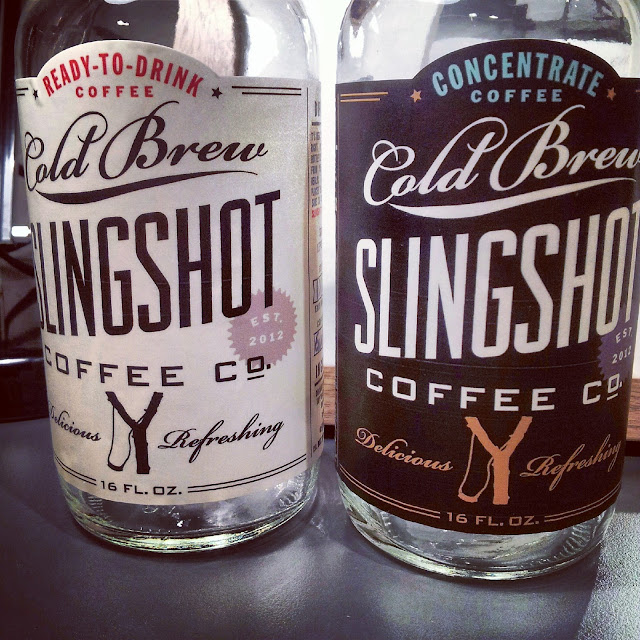 READY-TO-DRINK
COFFEE
Cold Brew
SLINGSHOT
EST.
2012
COFFEE CO.
Delicious Refreshing
16 FL. OZ.
CONCENTRATE
COFFEE
Cold Brew
SLINGSHOT
EST.
2012
COFFEE CO.
Delicious Refreshing
16 FL. OZ.